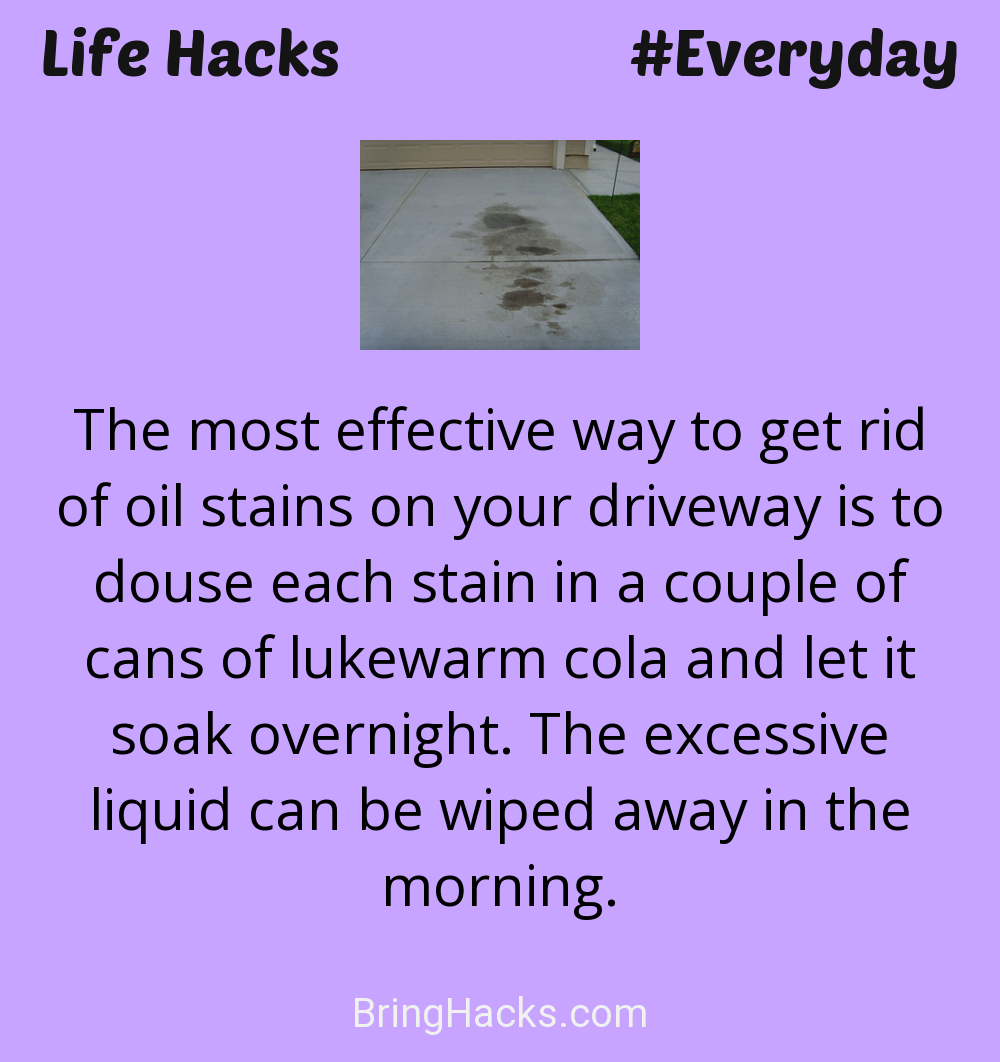 Life Hacks #Everyday
The most effective way to get rid
of oil stains on your driveway is to
douse each stain in a couple of
cans of lukewarm cola and let it
soak overnight. The excessive
liquid can be wiped away in the
morning.
BringHacks.com